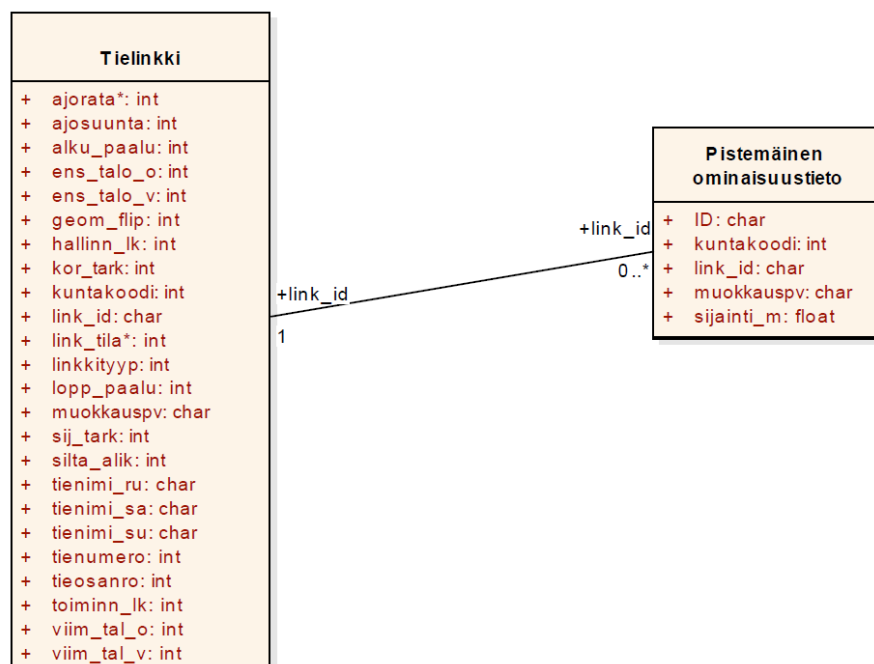 Tielinkki
+ ajorata*: int
+ ajosuunta: int
+ alku_paalu: int
+ ens_talo_o: int
+ ens_talo_v: int
+ geom_flip: int
+ hallinn_lk: int
+ kor_tark: int
+ kuntakoodi: int
+ link_id: char
+ link_tila*: int
+ linkkityyp: int
+ lopp_paalu: int
+ muokkauspv: char
+ sij_tark: int
+ silta_alik: int
+ tienimi_ru: char
+ tienimi_sa: char
+ tienimi_su: char
+ tienumero: int
+ tieosanro: int
+ toiminn_lk: int
+ viim_tal_o: int
+ viim_tal_v: int
+link_id
1
+link_id
0..*
Pistemäinen
ominaisuustieto
+ ID: char
+ kuntakoodi: int
+ link_id: char
+ muokkauspv: char
+ sijainti_m: float